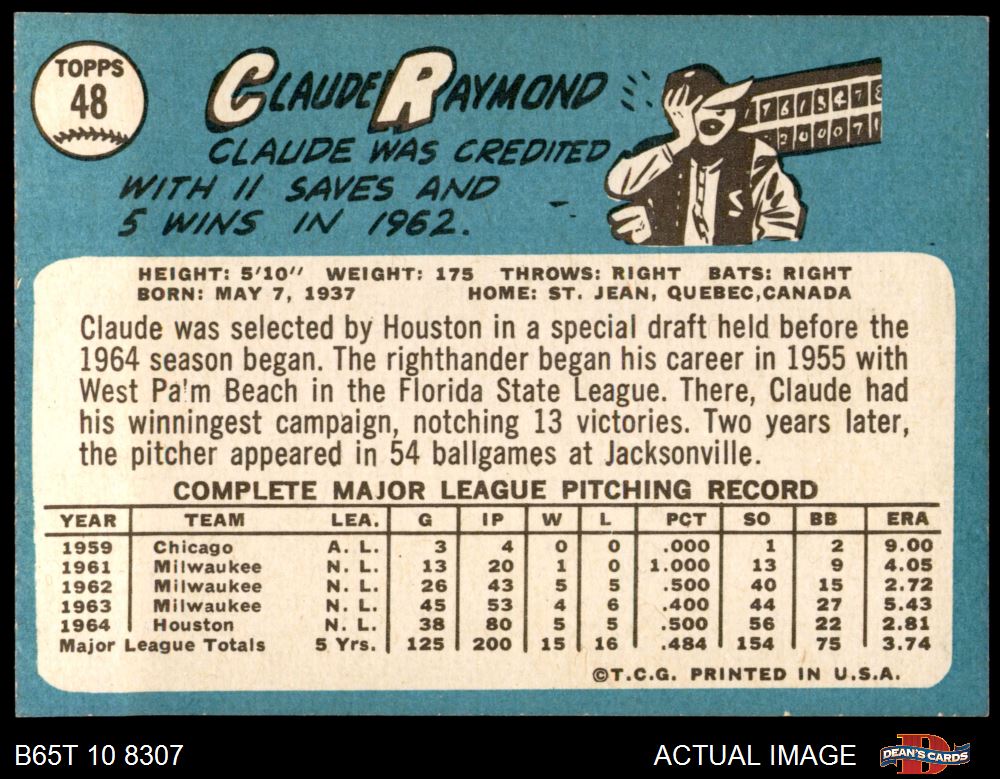 TOPPS
48
CLAUDE RAYMOND
CLAUDE WAS CREDITED
WITH 11 SAVES AND
5 WINS IN 1962.
HEIGHT: 5'10" WEIGHT: 175 THROWS: RIGHT BATS: RIGHT
BORN: MAY 7, 1937 HOME: ST. JEAN, QUEBEC, CANADA
Claude was selected by Houston in a special draft held before the
1964 season began. The righthander began his career in 1955 with
West Pa'm Beach in the Florida State League. There, Claude had
his winningest campaign, notching 13 victories. Two years later,
the pitcher appeared in 54 ballgames at Jacksonville.
COMPLETE MAJOR LEAGUE PITCHING RECORD
YEAR TEAM LEA. G IP W L PCT SO BB ERA
1959 Chicago A. L. 3 4 0 0 .000 1 2 9.00
1961 Milwaukee N. L. 13 20 1 0 1.000 13 9 4.05
1962 Milwaukee N. L. 26 43 5 5 .500 40 15 2.72
1963 Milwaukee N. L. 45 53 4 6 .400 44 27 5.43
1964 Houston N. L. 38 80 5 5 .500 56 22 2.81
Major League Totals 5 Yrs. 125 200 15 16 .484 154 75 3.74
©T.C.G. PRINTED IN U.S.A.
B65T 10 8307 ACTUAL IMAGE DEAN'S CARDS